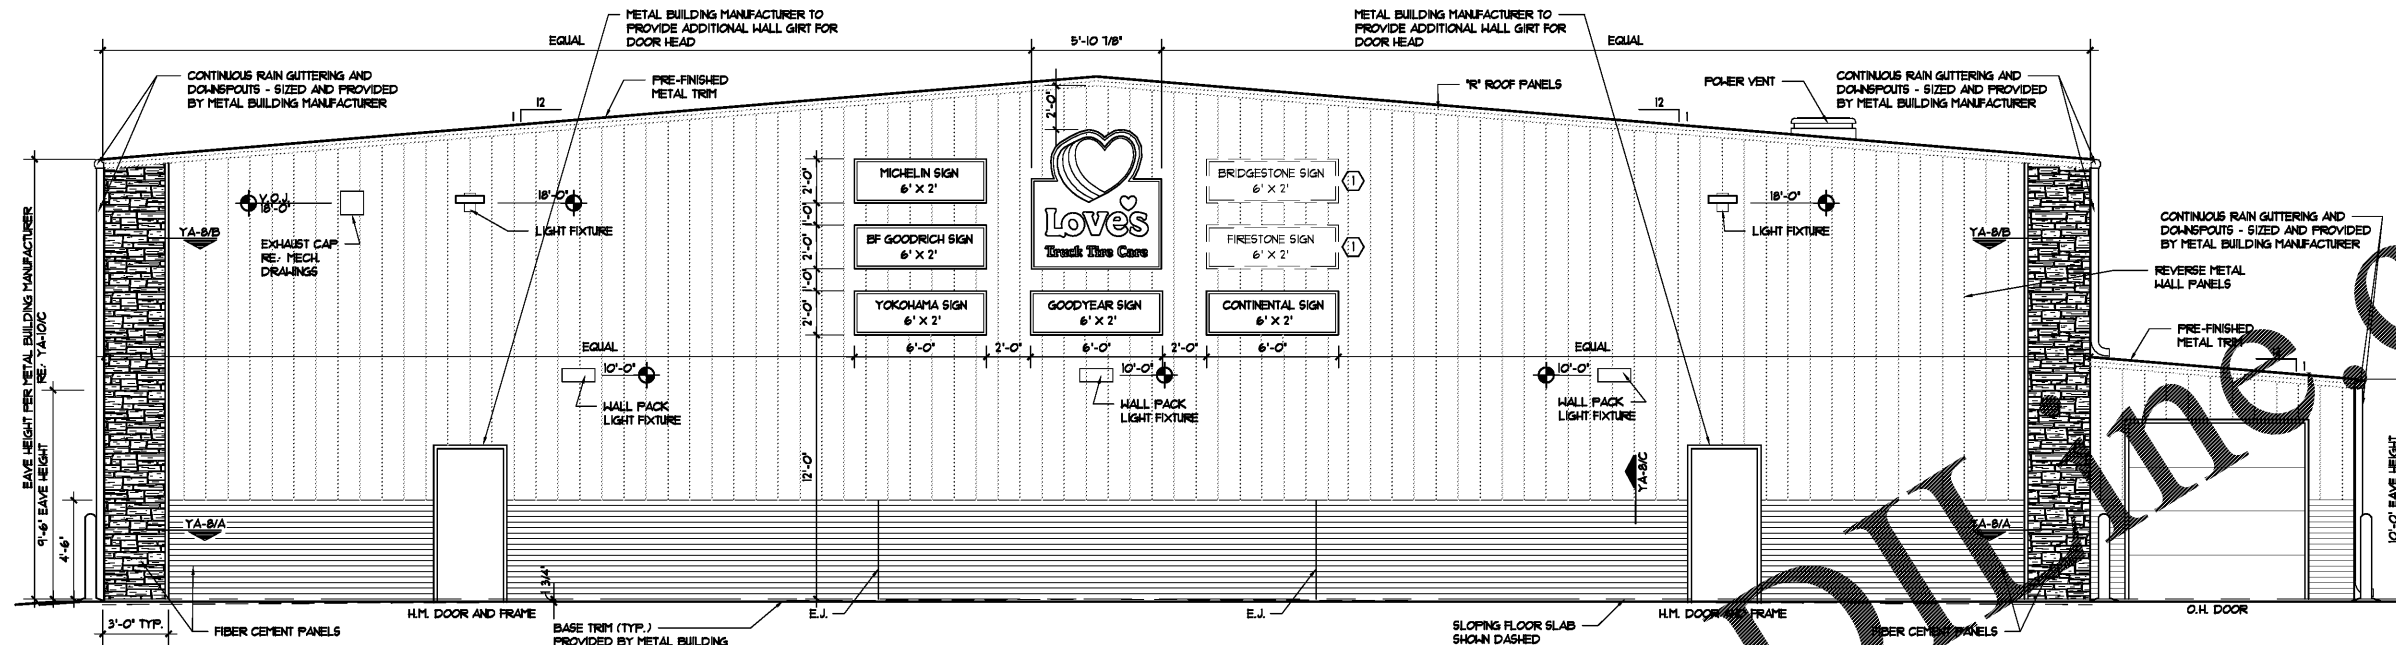 METAL BUILDING MANUFACTURER TO
PROVIDE ADDITIONAL WALL GIRT FOR
DOOR HEAD
METAL BUILDING MANUFACTURER TO
PROVIDE ADDITIONAL WALL GIRT FOR
DOOR HEAD
EQUAL
5'-10 7/8"
EQUAL
CONTINUOUS RAIN GUTTERING AND
DOWNSPOUTS - SIZED AND PROVIDED
BY METAL BUILDING MANUFACTURER
PRE-FINISHED
METAL TRIM
"R" ROOF PANELS
POWER VENT
CONTINUOUS RAIN GUTTERING AND
DOWNSPOUTS - SIZED AND PROVIDED
BY METAL BUILDING MANUFACTURER
12
1
2'-0"
12
1
MICHELIN SIGN
6' X 2'
BRIDGESTONE SIGN
6' X 2'
1
2'-0"
V.O.J.
18'-0"
18'-0"
18'-0"
1'-0"
Love's
Truck Tire Care
YA-8/B
EXHAUST CAP
RE: MECH.
DRAWINGS
LIGHT FIXTURE
BF GOODRICH SIGN
6' X 2'
FIRESTONE SIGN
6' X 2'
1
2'-0"
LIGHT FIXTURE
YA-8/B
CONTINUOUS RAIN GUTTERING AND
DOWNSPOUTS - SIZED AND PROVIDED
BY METAL BUILDING MANUFACTURER
REVERSE METAL
WALL PANELS
1'-0"
YOKOHAMA SIGN
6' X 2'
GOODYEAR SIGN
6' X 2'
CONTINENTAL SIGN
6' X 2'
2'-0"
PRE-FINISHED
METAL TRIM
1
EQUAL
6'-0"
2'-0"
6'-0"
2'-0"
6'-0"
EQUAL
10'-0"
10'-0"
10'-0"
WALL PACK
LIGHT FIXTURE
WALL PACK
LIGHT FIXTURE
WALL PACK
LIGHT FIXTURE
EAVE HEIGHT PER METAL BUILDING MANUFACTURER
RE: YA-10/C
9'-6" EAVE HEIGHT
4'-6"
12'-0"
YA-8/C
10'-0" EAVE HEIGHT
YA-8/A
YA-8/A
1 3/4"
3'-0" TYP.
FIBER CEMENT PANELS
H.M. DOOR AND FRAME
BASE TRIM (TYP.)
PROVIDED BY METAL BUILDING
E.J.
E.J.
SLOPING FLOOR SLAB
SHOWN DASHED
H.M. DOOR AND FRAME
FIBER CEMENT PANELS
O.H. DOOR